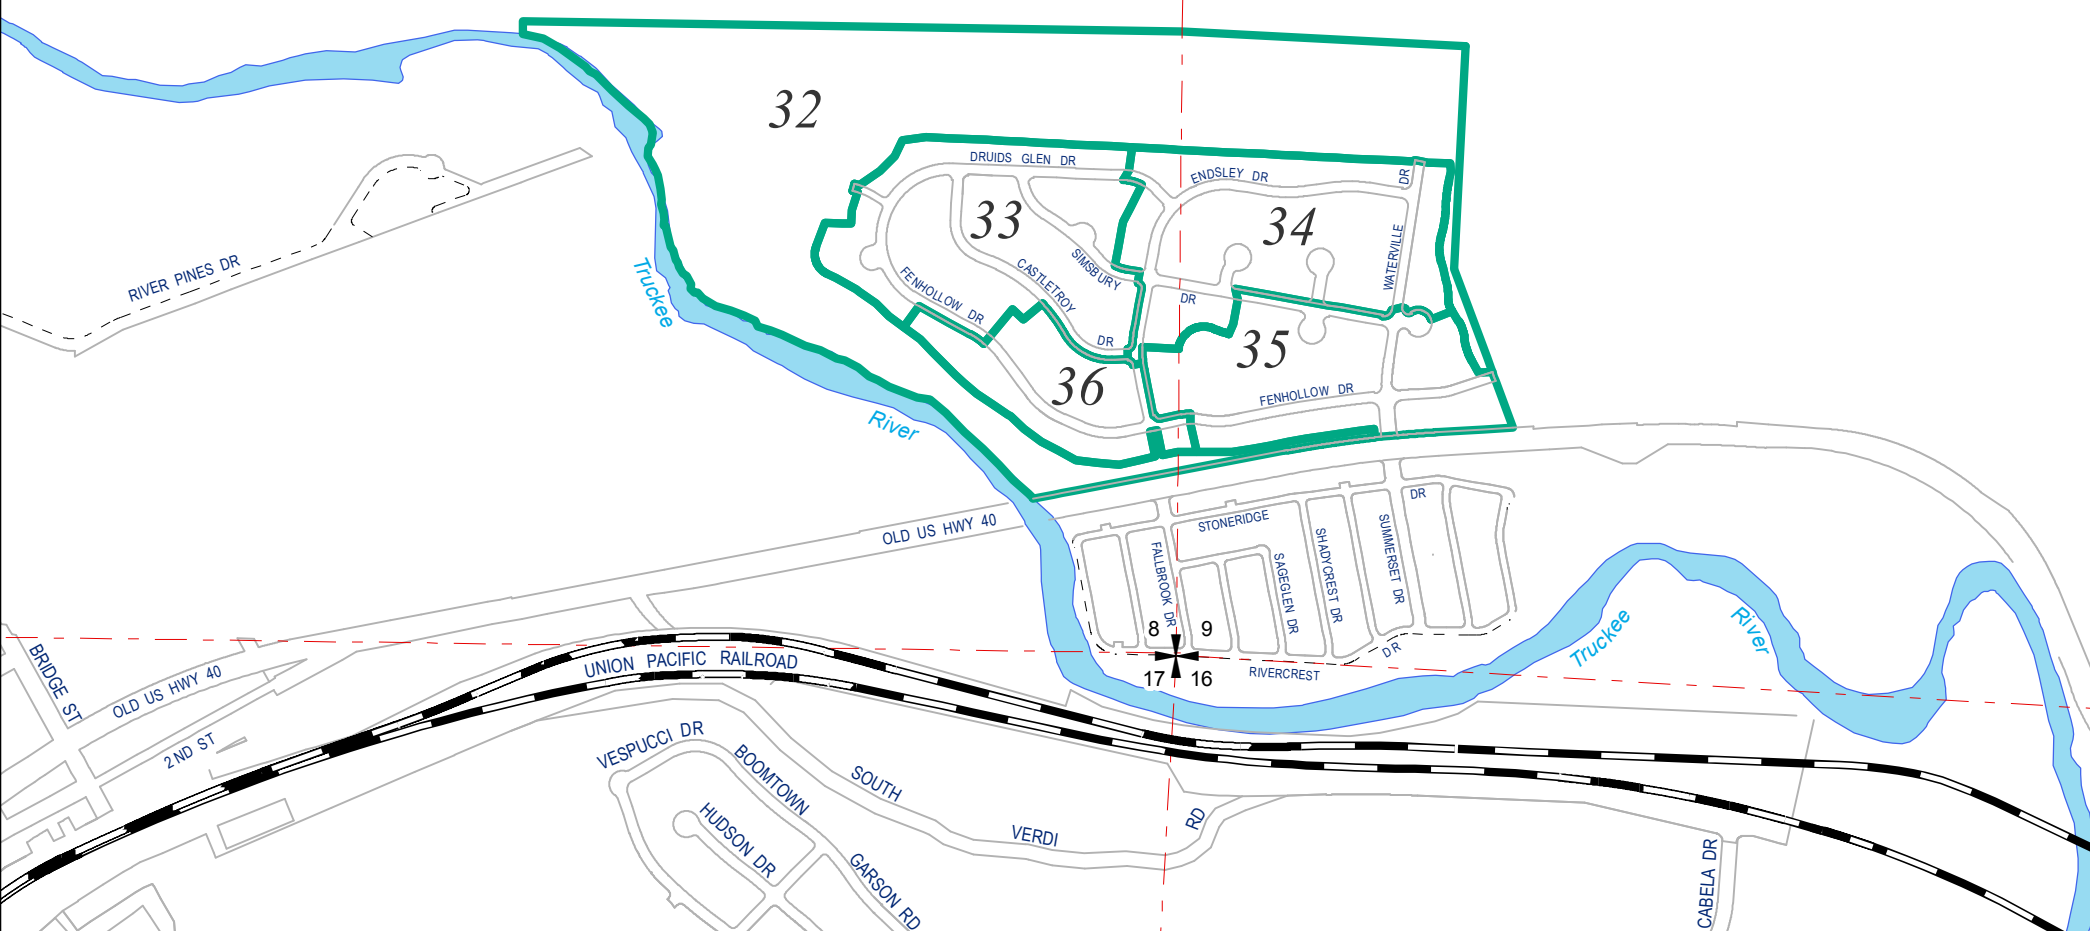 32
DRUIDS GLEN DR
ENDSLEY DR
DR
33
34
SIMSBURY
DR
WATERVILLE
CASTLETROY
DR
FENHOLLOW DR
35
36
FENHOLLOW DR
RIVER PINES DR
Truckee
River
OLD US HWY 40
STONERIDGE
DR
FALLBROOK DR
SAGEGLEN DR
SHADYCREST DR
SUMMERSET DR
8
9
17
16
RIVERCREST
DR
Truckee
River
BRIDGE ST
OLD US HWY 40
2ND ST
UNION PACIFIC RAILROAD
VESPUCCI DR
BOOMTOWN
GARSON RD
HUDSON DR
SOUTH
VERDI
RD
CABELA DR